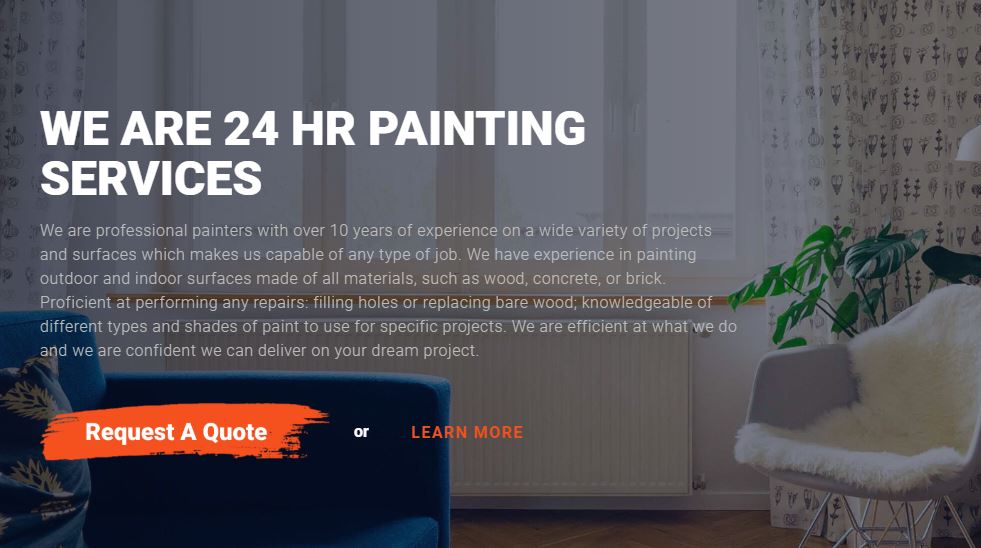 WE ARE 24 HR PAINTING
SERVICES
We are professional painters with over 10 years of experience on a wide variety of projects
and surfaces which makes us capable of any type of job. We have experience in painting
outdoor and indoor surfaces made of all materials, such as wood, concrete, or brick.
Proficient at performing any repairs: filling holes or replacing bare wood; knowledgeable of
different types and shades of paint to use for specific projects. We are efficient at what we do
and we are confident we can deliver on your dream project.
Request A Quote or LEARN MORE